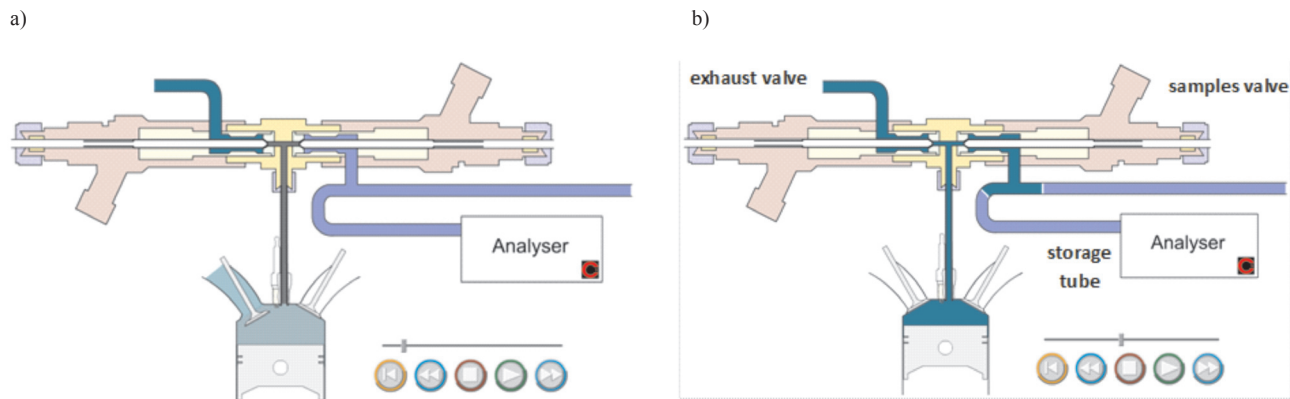 a)
b)
exhaust valve
samples valve
Analyser
Analyser
storage
tube